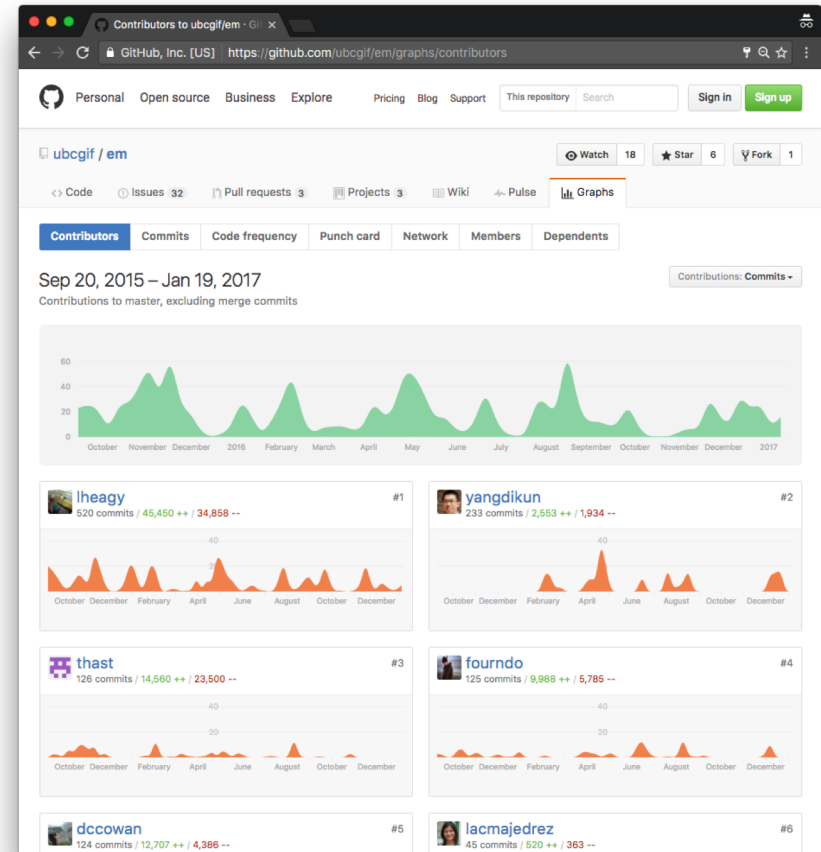 Contributors to ubcgif/em · Git
GitHub, Inc. [US] https://github.com/ubcgif/em/graphs/contributors
Personal Open source Business Explore Pricing Blog Support This repository Search Sign in Sign up
ubcgif / em Watch 18 Star 6 Fork 1
Code Issues 32 Pull requests 3 Projects 3 Wiki Pulse Graphs
Contributors Commits Code frequency Punch card Network Members Dependents
Sep 20, 2015 – Jan 19, 2017 Contributions: Commits
Contributions to master, excluding merge commits
60
40
20
0
October November December 2016 February March April May June July August September October November December 2017
lheagy #1
520 commits / 45,450 ++ / 34,858 --
40
October December February April June August October December
yangdikun #2
233 commits / 2,553 ++ / 1,934 --
40
October December February April June August October December
thast #3
126 commits / 14,560 ++ / 23,500 --
40
20
October December February April June August October December
fourndo #4
125 commits / 9,988 ++ / 5,785 --
40
20
October December February April June August October December
dccowan #5
124 commits / 12,707 ++ / 4,386 --
lacmajedrez #6
45 commits / 520 ++ / 363 --